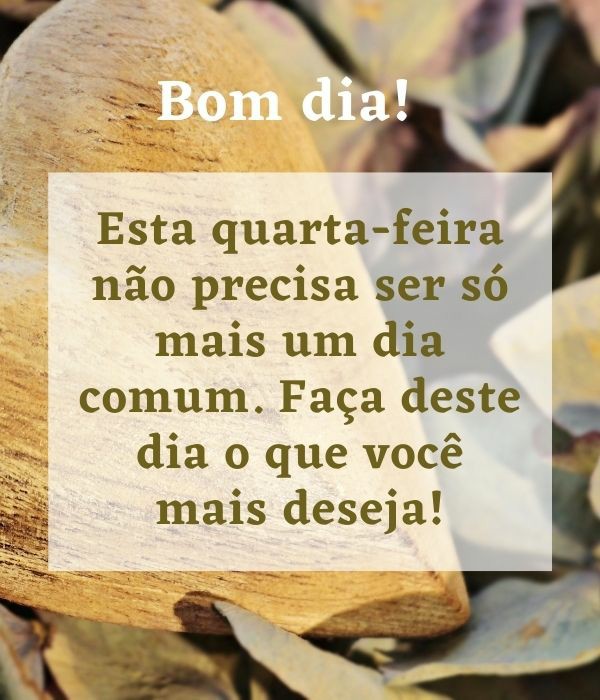 Bom dia!
Esta quarta-feira
não precisa ser só
mais um dia
comum. Faça deste
dia o que você
mais deseja!